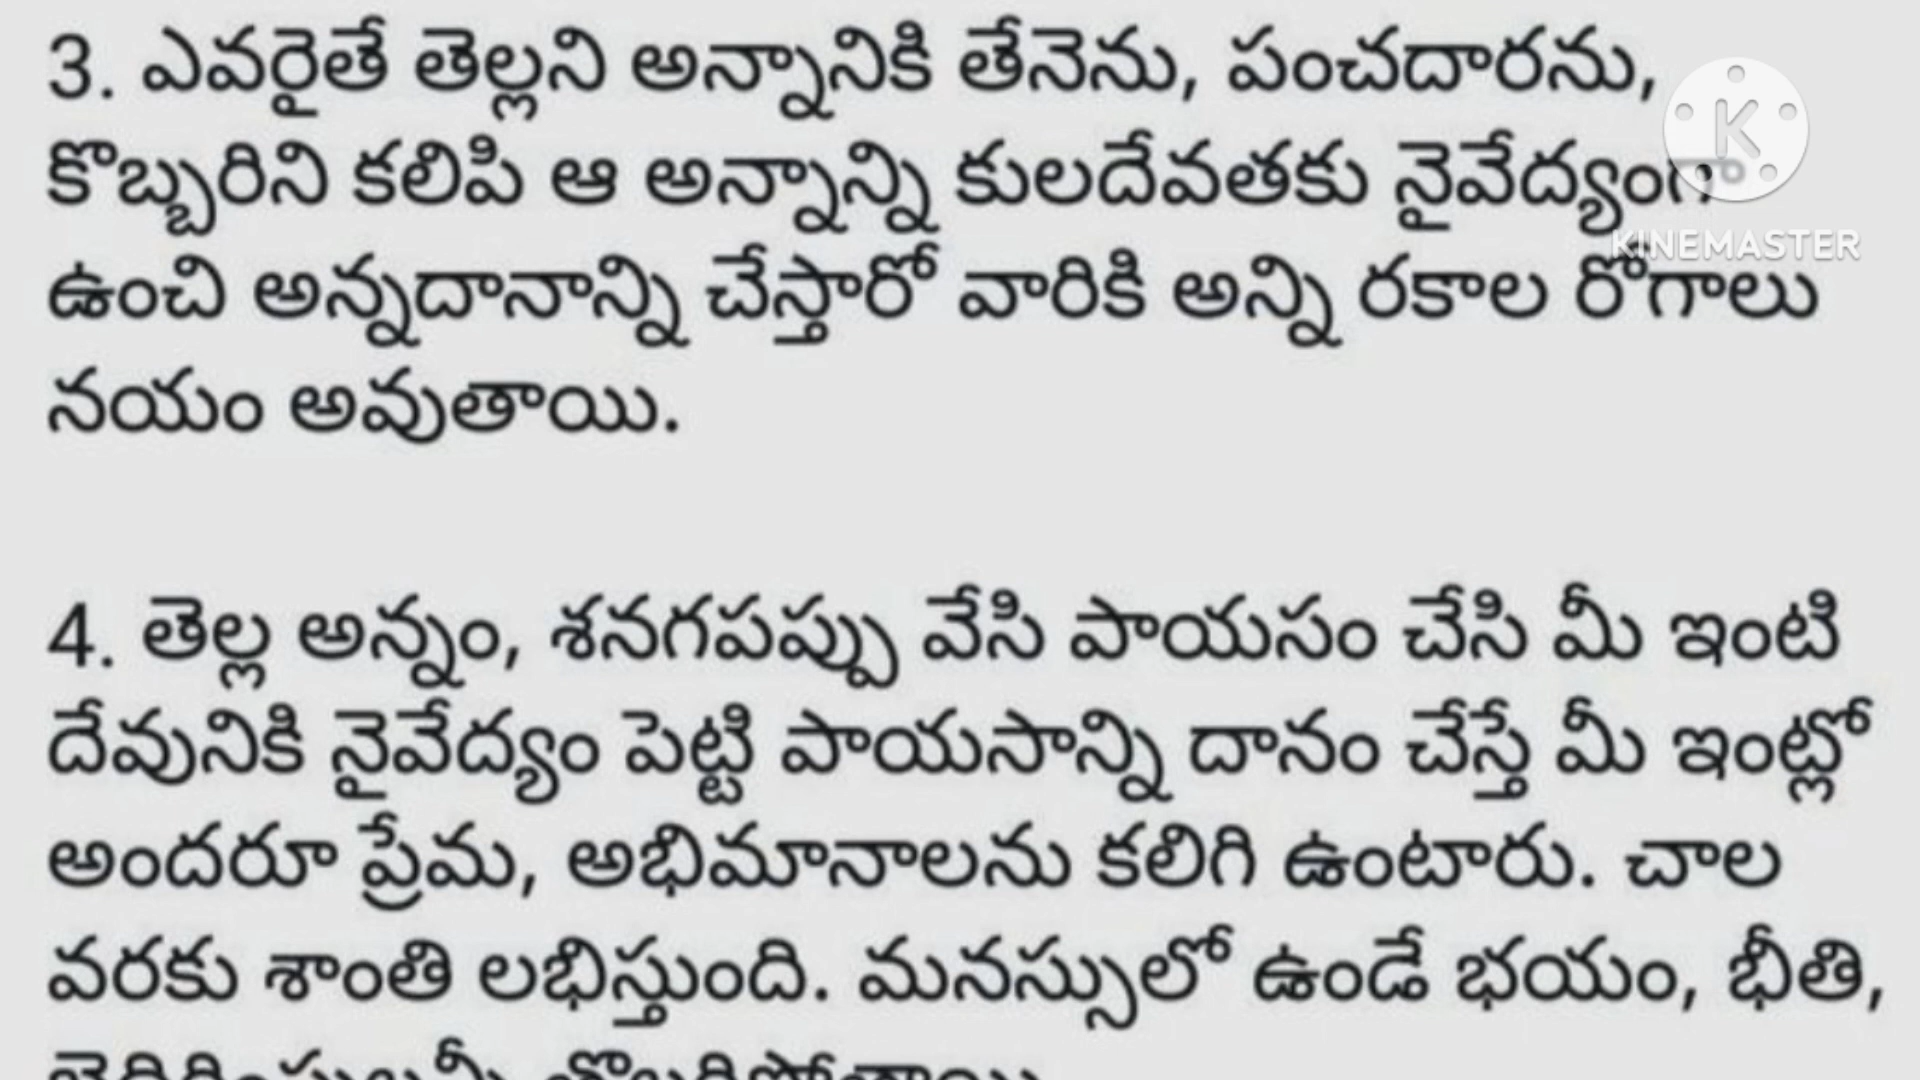 3. ఎవరైతే తెల్లని అన్నానికి తేనెను, పంచదారను,
కొబ్బరిని కలిపి ఆ అన్నాన్ని కులదేవతకు నైవేద్యంగా
KINEMASTER
ఉంచి అన్నదానాన్ని చేస్తారో వారికి అన్ని రకాల రోగాలు
నయం అవుతాయి.
4. తెల్ల అన్నం, శనగపప్పు వేసి పాయసం చేసి మీ ఇంటి
దేవునికి నైవేద్యం పెట్టి పాయసాన్ని దానం చేస్తే మీ ఇంట్లో
అందరూ ప్రేమ, అభిమానాలను కలిగి ఉంటారు. చాల
వరకు శాంతి లభిస్తుంది. మనస్సులో ఉండే భయం, భీతి,